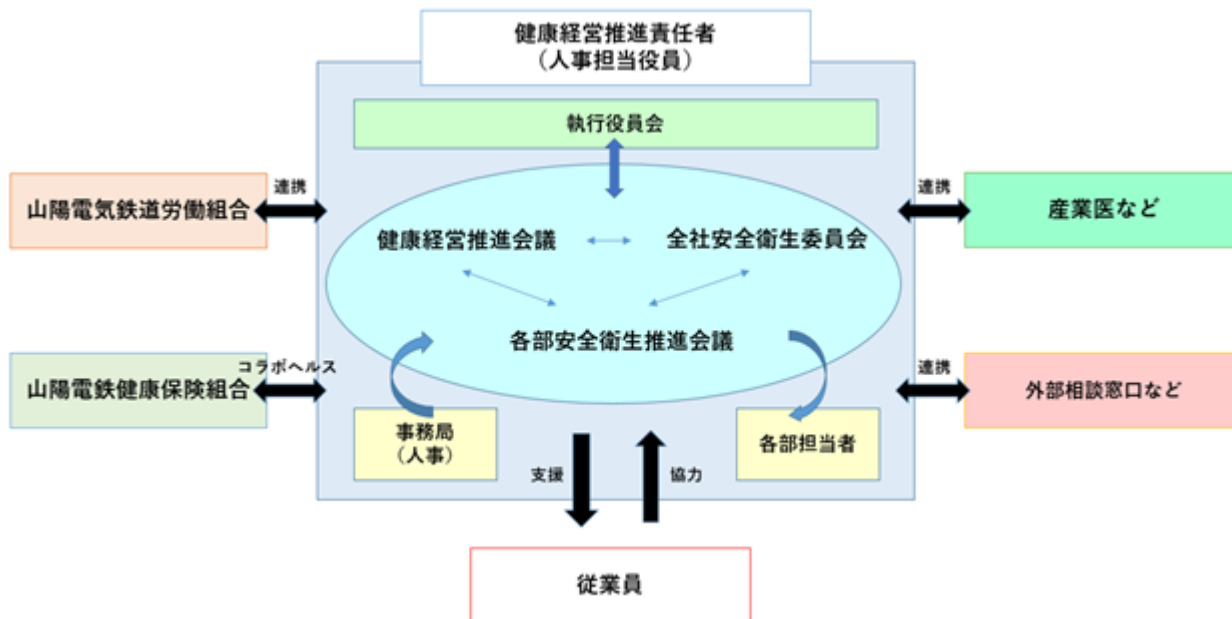 健康経営推進責任者
（人事担当役員）
執行役員会
山陽電気鉄道労働組合
連携
連携
産業医など
健康経営推進会議
全社安全衛生委員会
各部安全衛生推進会議
山陽電鉄健康保険組合
コラボヘルス
連携
外部相談窓口など
事務局
（人事）
各部担当者
支援
協力
従業員